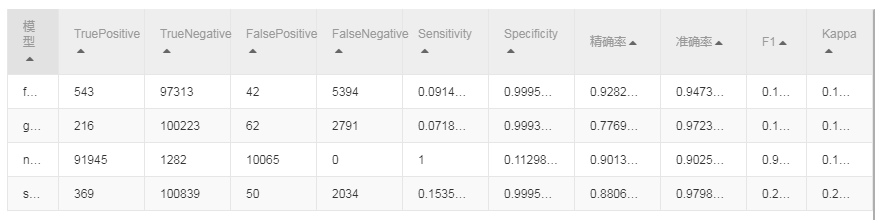 模型 TruePositive TrueNegative FalsePositive FalseNegative Sensitivity Specificity 精确率 准确率 F1 Kappa
f... 543 97313 42 5394 0.0914... 0.9995... 0.9282... 0.9473... 0.1... 0.1...
g... 216 100223 62 2791 0.0718... 0.9993... 0.7769... 0.9723... 0.1... 0.1...
n... 91945 1282 10065 0 1 0.11298... 0.9013... 0.9025... 0.9... 0.1...
s... 369 100839 50 2034 0.1535... 0.9995... 0.8806... 0.9798... 0.2... 0.2...